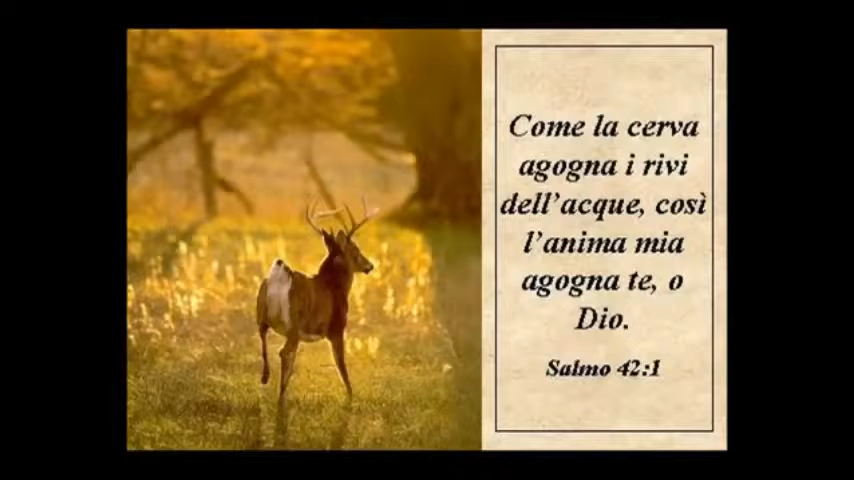 Come la cerva
agogna i rivi
dell'acque, così
l'anima mia
agogna te, o
Dio.
Salmo 42:1